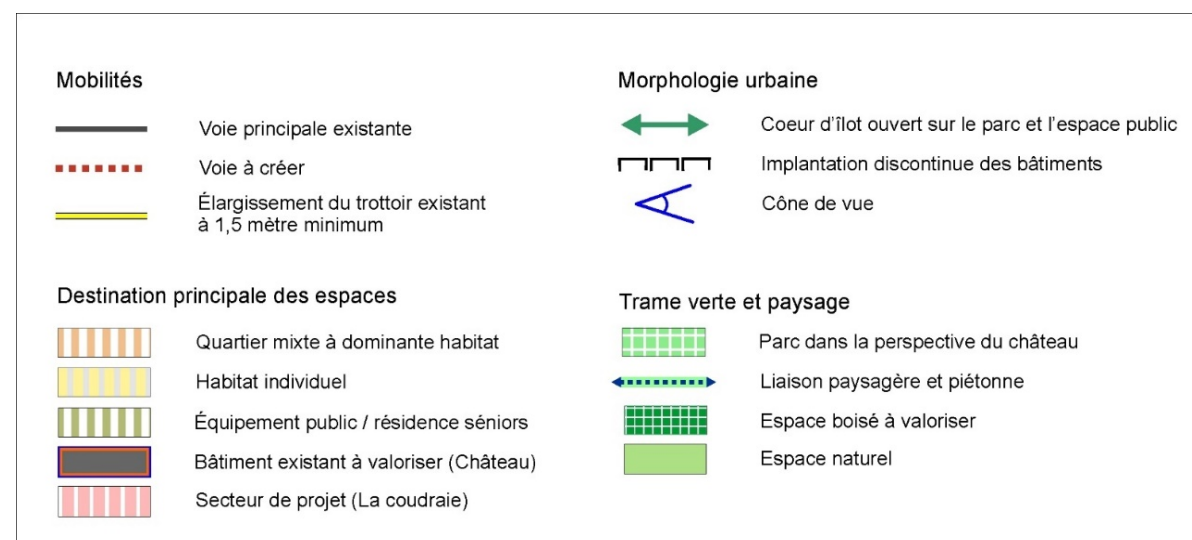 Mobilités
Voie principale existante
Voie à créer
Élargissement du trottoir existant
à 1,5 mètre minimum
Morphologie urbaine
Coeur d'îlot ouvert sur le parc et l'espace public
Implantation discontinue des bâtiments
Cône de vue
Destination principale des espaces
Quartier mixte à dominante habitat
Habitat individuel
Équipement public / résidence séniors
Bâtiment existant à valoriser (Château)
Secteur de projet (La coudraie)
Trame verte et paysage
Parc dans la perspective du château
Liaison paysagère et piétonne
Espace boisé à valoriser
Espace naturel